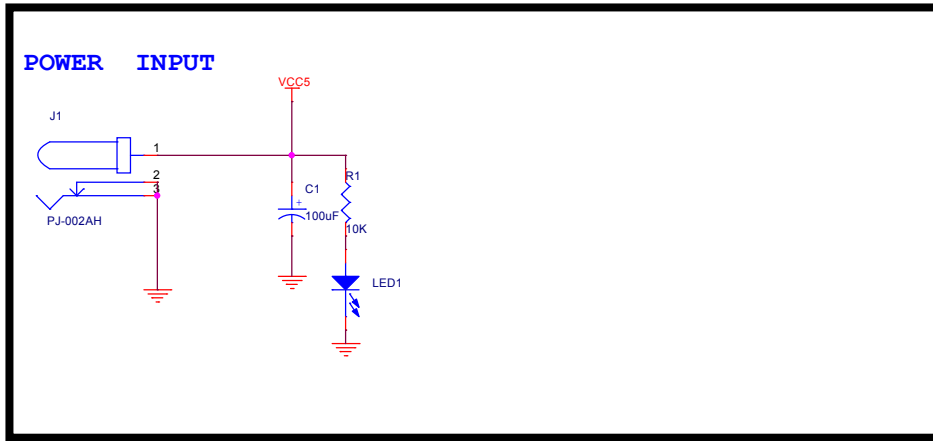 POWER INPUT
VCC5
J1
1
2
3
PJ-002AH
C1
+
100uF
R1
10K
LED1